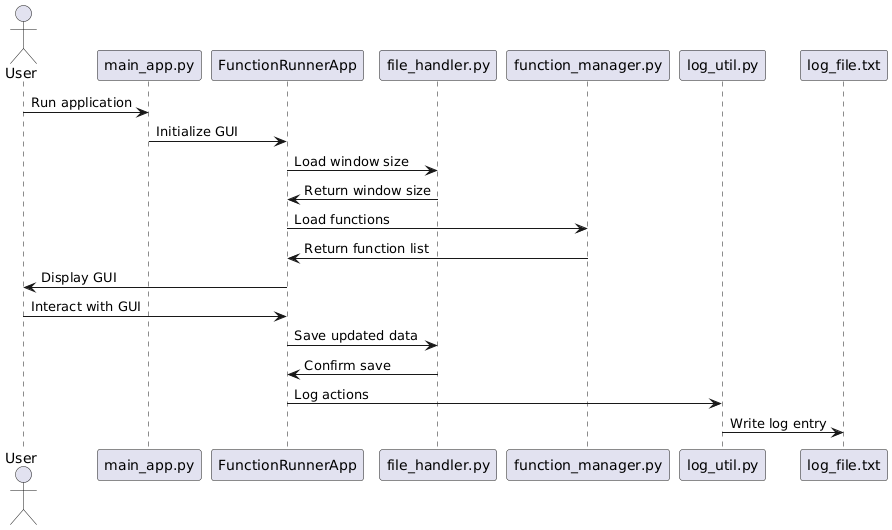 User
main_app.py
FunctionRunnerApp
file_handler.py
function_manager.py
log_util.py
log_file.txt
Run application
Initialize GUI
Load window size
Return window size
Load functions
Return function list
Display GUI
Interact with GUI
Save updated data
Confirm save
Log actions
Write log entry
User
main_app.py
FunctionRunnerApp
file_handler.py
function_manager.py
log_util.py
log_file.txt